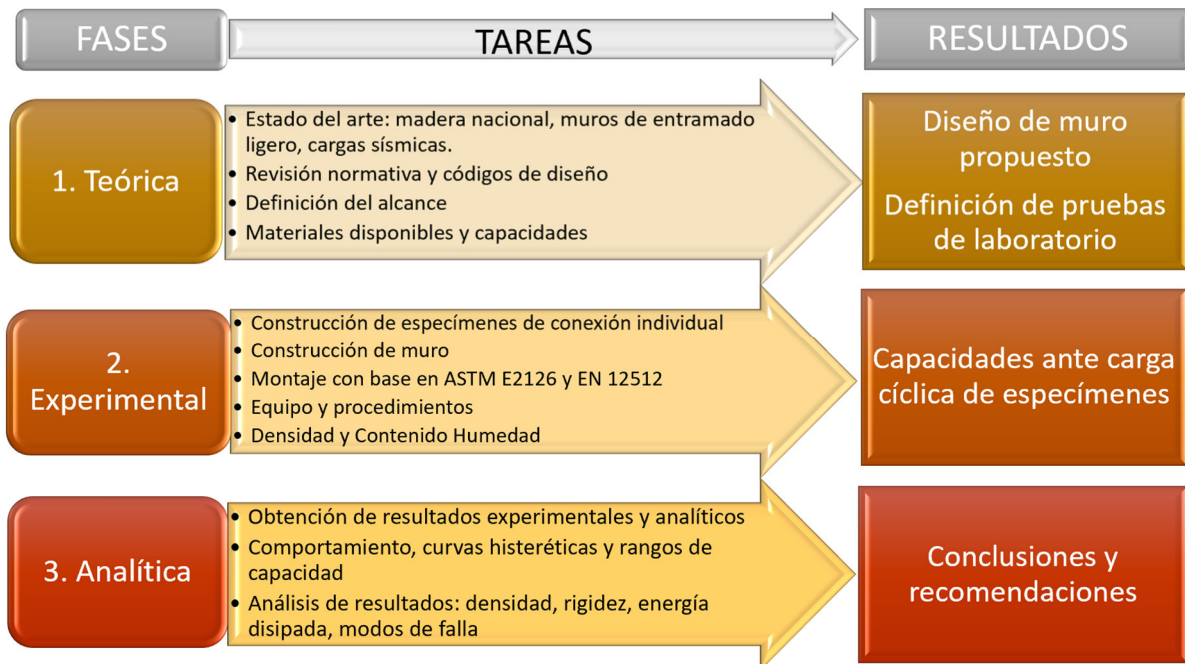 FASES
TAREAS
RESULTADOS
1. Teórica
• Estado del arte: madera nacional, muros de entramado
ligero, cargas sísmicas.
• Revisión normativa y códigos de diseño
• Definición del alcance
• Materiales disponibles y capacidades
Diseño de muro
propuesto
Definición de pruebas
de laboratorio
2.
Experimental
• Construcción de especímenes de conexión individual
• Construcción de muro
• Montaje con base en ASTM E2126 y EN 12512
• Equipo y procedimientos
• Densidad y Contenido Humedad
Capacidades ante carga
cíclica de especímenes
3. Analítica
• Obtención de resultados experimentales y analíticos
• Comportamiento, curvas histeréticas y rangos de
capacidad
• Análisis de resultados: densidad, rigidez, energía
disipada, modos de falla
Conclusiones y
recomendaciones